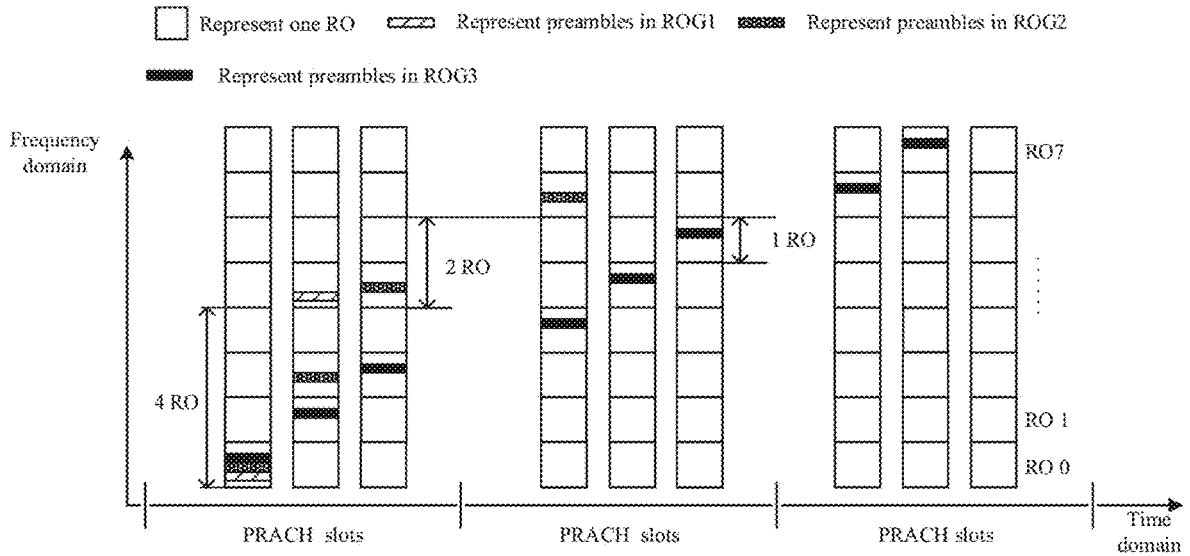 Represent one RO
Represent preambles in ROG1
Represent preambles in ROG2
Represent preambles in ROG3
Frequency
domain
RO7
2 RO
1 RO
4 RO
RO 1
RO 0
PRACH slots
PRACH slots
PRACH slots
Time
domain